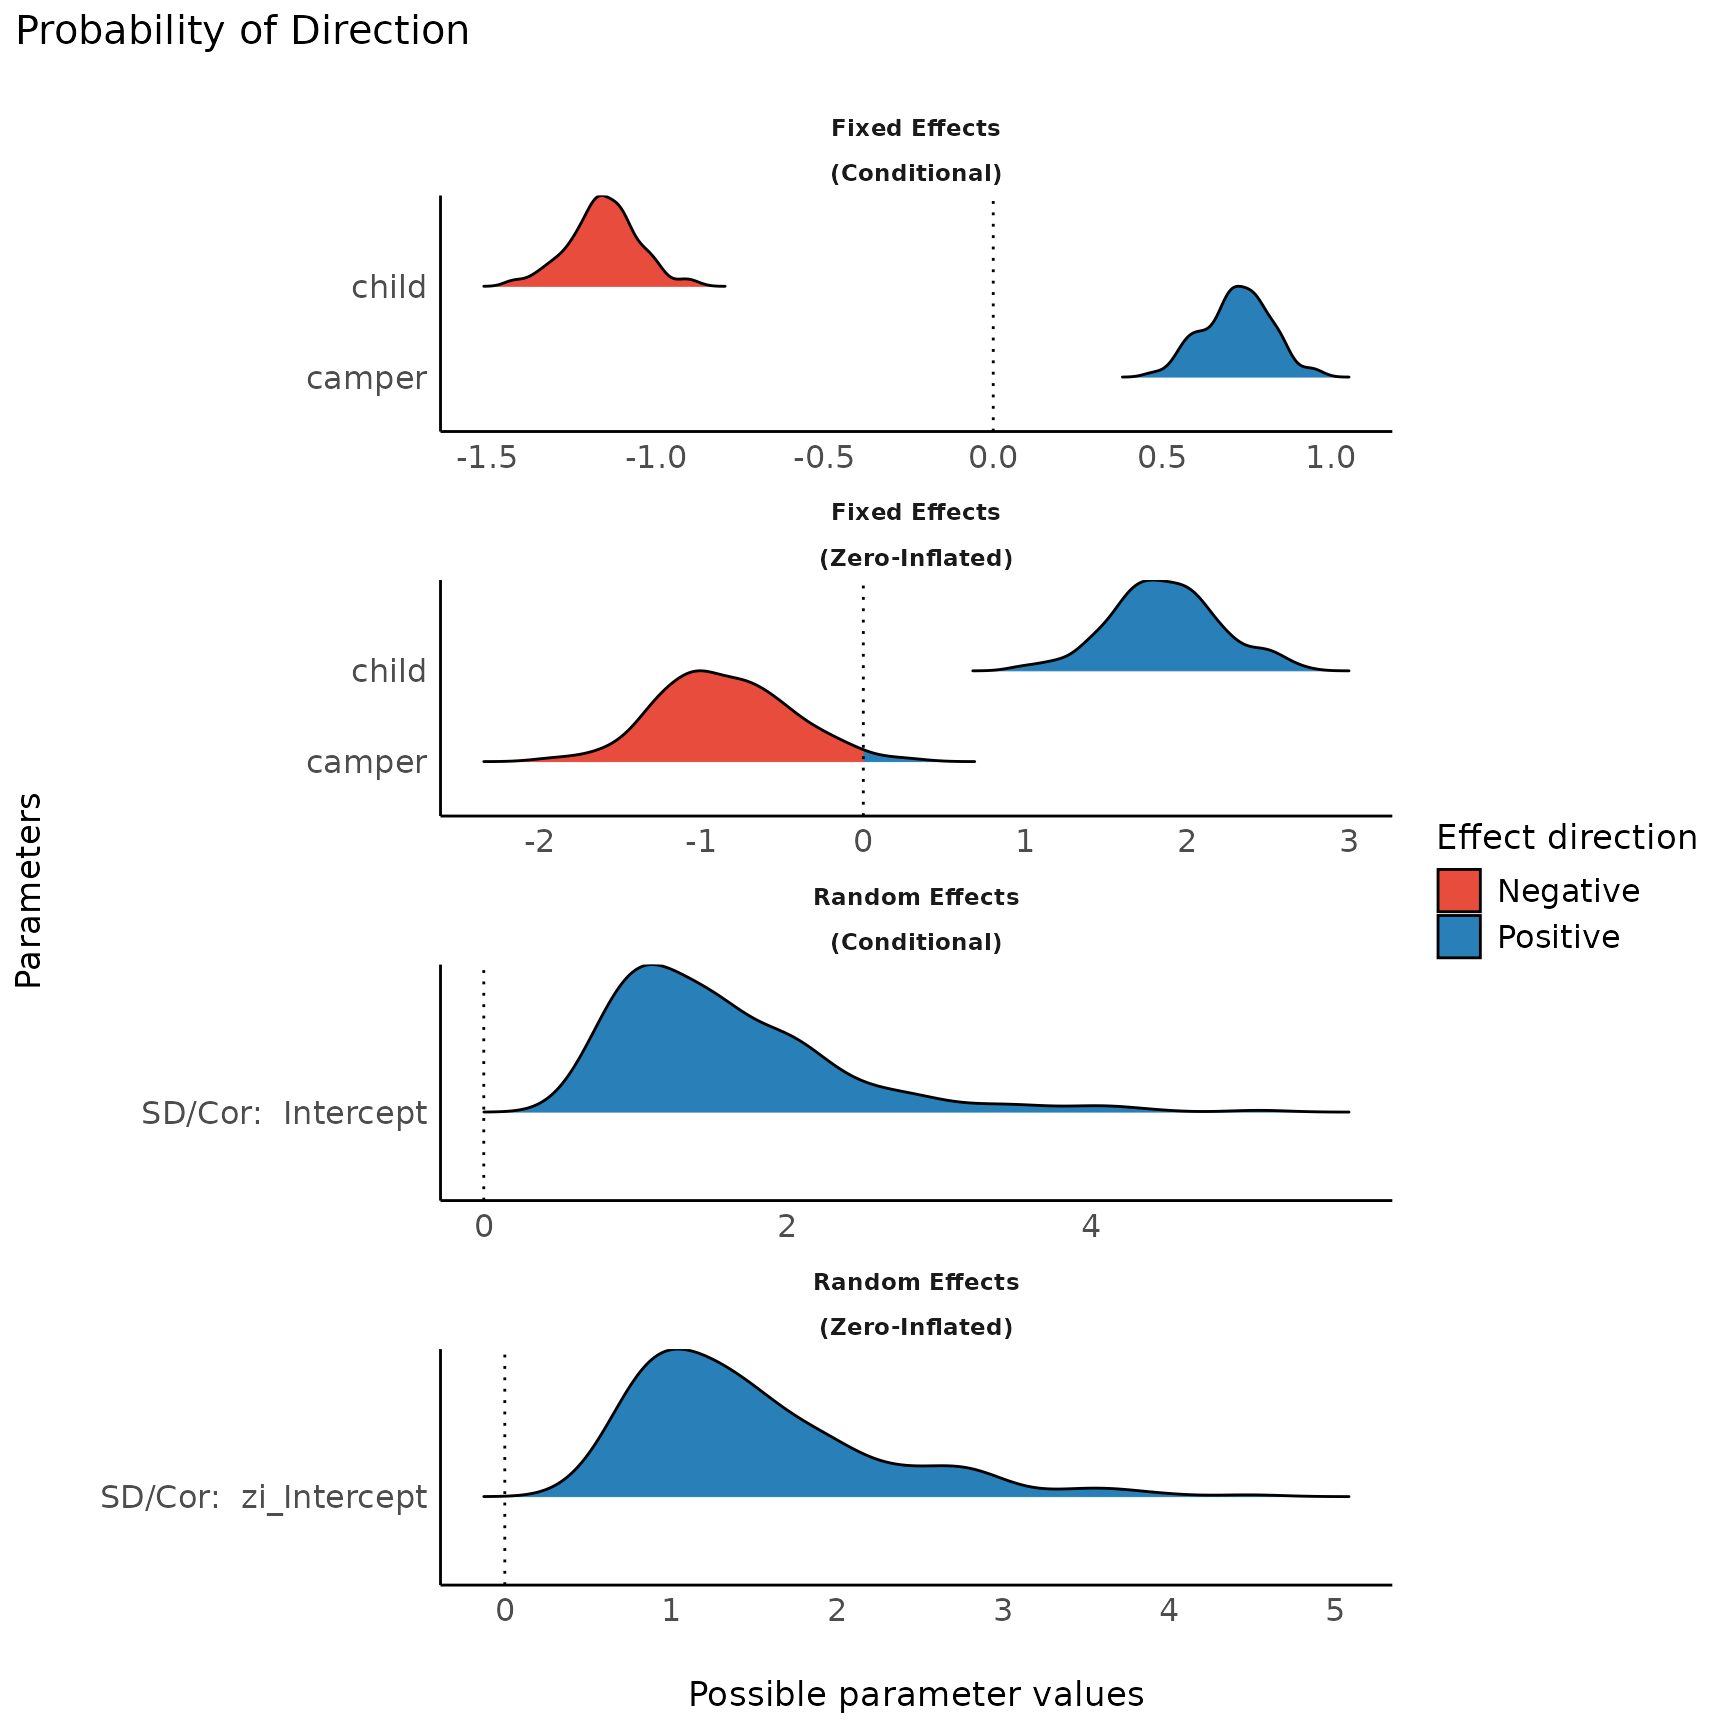 Probability of Direction
Fixed Effects
(Conditional)
child
camper
-1.5 -1.0 -0.5 0.0 0.5 1.0
Fixed Effects
(Zero-Inflated)
child
camper
-2 -1 0 1 2 3
Random Effects
(Conditional)
SD/Cor: Intercept
0 2 4
Random Effects
(Zero-Inflated)
SD/Cor: zi_Intercept
0 1 2 3 4 5
Possible parameter values
Parameters
Effect direction
Negative
Positive